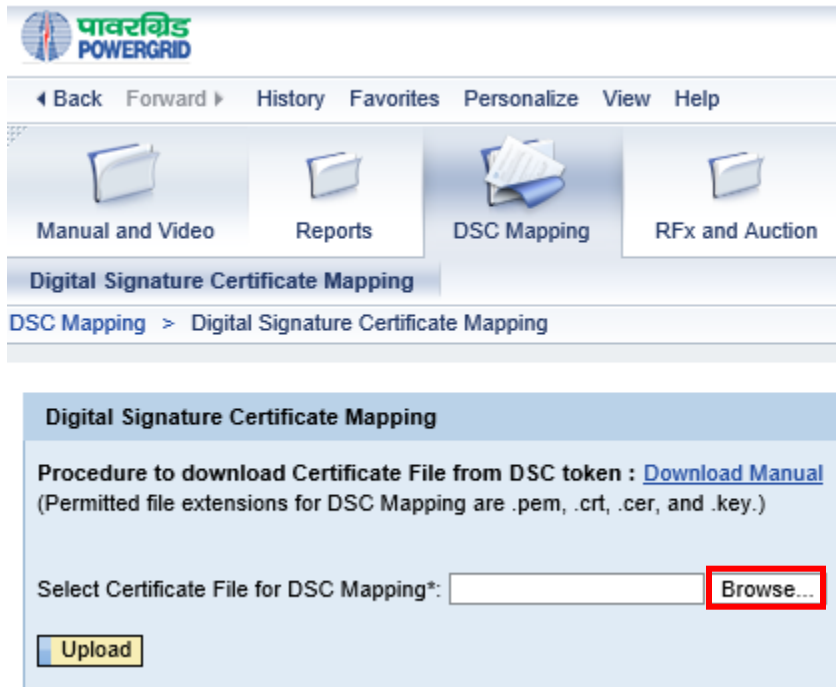 पावरग्रिड
POWERGRID
Back Forward History Favorites Personalize View Help
Manual and Video Reports DSC Mapping RFx and Auction
Digital Signature Certificate Mapping
DSC Mapping > Digital Signature Certificate Mapping
Digital Signature Certificate Mapping
Procedure to download Certificate File from DSC token : Download Manual
(Permitted file extensions for DSC Mapping are .pem, .crt, .cer, and .key.)
Select Certificate File for DSC Mapping*: Browse...
Upload